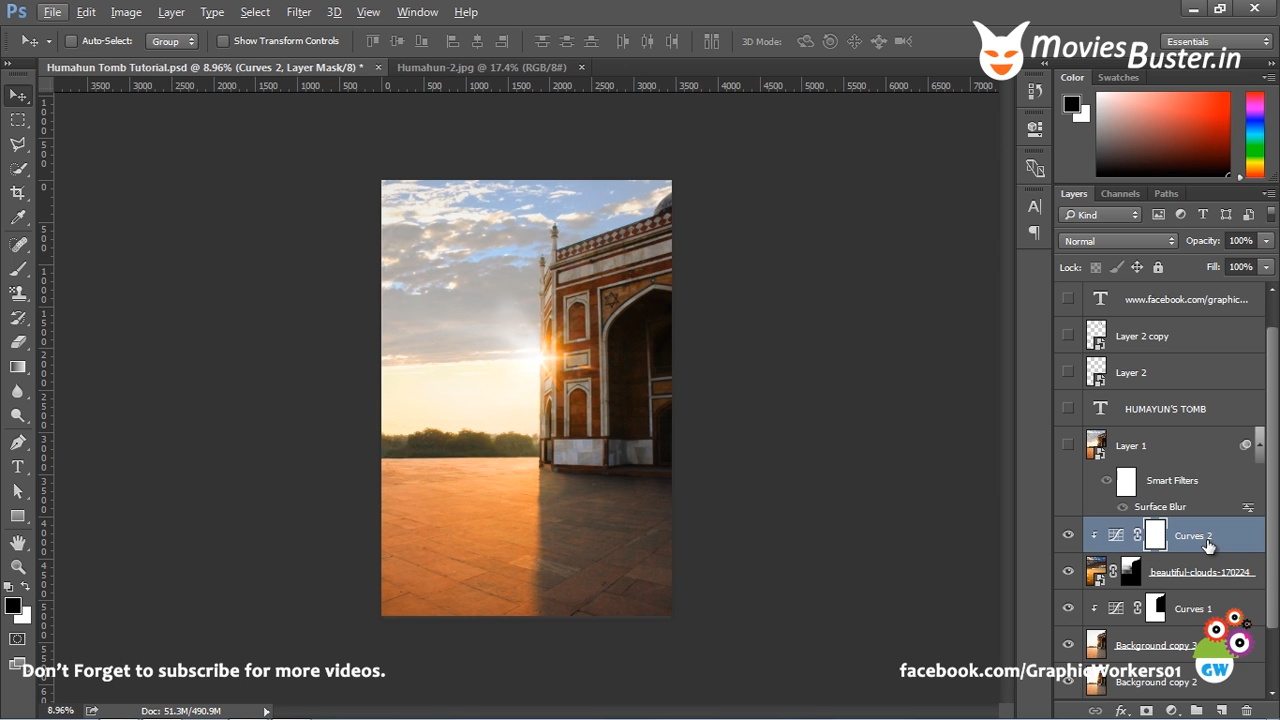 Ps File Edit Image Layer Type Select Filter 3D View Window Help
MoviesBuster.in
Auto-Select: Group Show Transform Controls 3D Mode: Essentials
Humahun Tomb Tutorial.psd @ 8.96% (Curves 2, Layer Mask/8) * Humahun-2.jpg @ 17.4% (RGB/8#)
3500 3000 2500 2000 1500 1000 500 0 500 1000 1500 2000 2500 3000 3500 4000 4500 5000 5500 6000 6500 7000
Color Swatches
Layers Channels Paths
Kind
Normal Opacity: 100%
Lock: Fill: 100%
www.facebook.com/graphic...
Layer 2 copy
Layer 2
HUMAYUN'S TOMB
Layer 1
Smart Filters
Surface Blur
Curves 2
beautiful-clouds-170224
Curves 1
Background copy 3
Background copy 2
GW
Don't Forget to subscribe for more videos.
facebook.com/GraphicWorkers01
8.96% Doc: 51.3M/490.9M